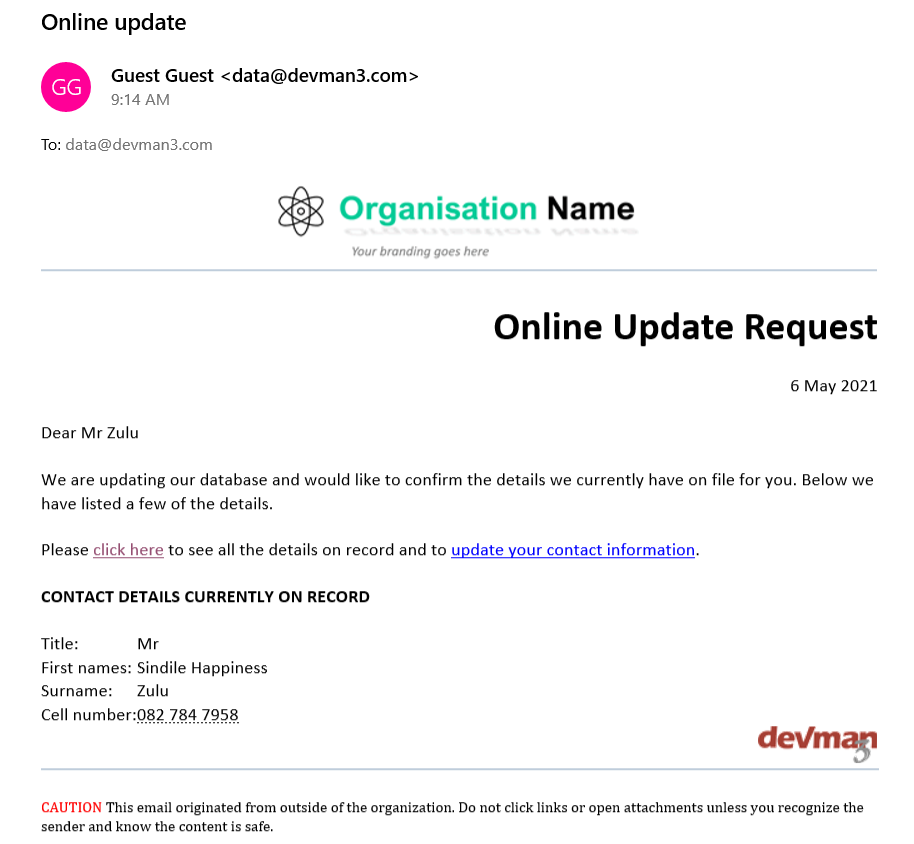 Online update
GG
Guest Guest <data@devman3.com>
9:14 AM
To: data@devman3.com
Organisation Name
Your branding goes here
Online Update Request
6 May 2021
Dear Mr Zulu
We are updating our database and would like to confirm the details we currently have on file for you. Below we
have listed a few of the details.
Please click here to see all the details on record and to update your contact information.
CONTACT DETAILS CURRENTLY ON RECORD
Title: Mr
First names: Sindile Happiness
Surname: Zulu
Cell number:082 784 7958
devman
3
CAUTION This email originated from outside of the organization. Do not click links or open attachments unless you recognize the
sender and know the content is safe.